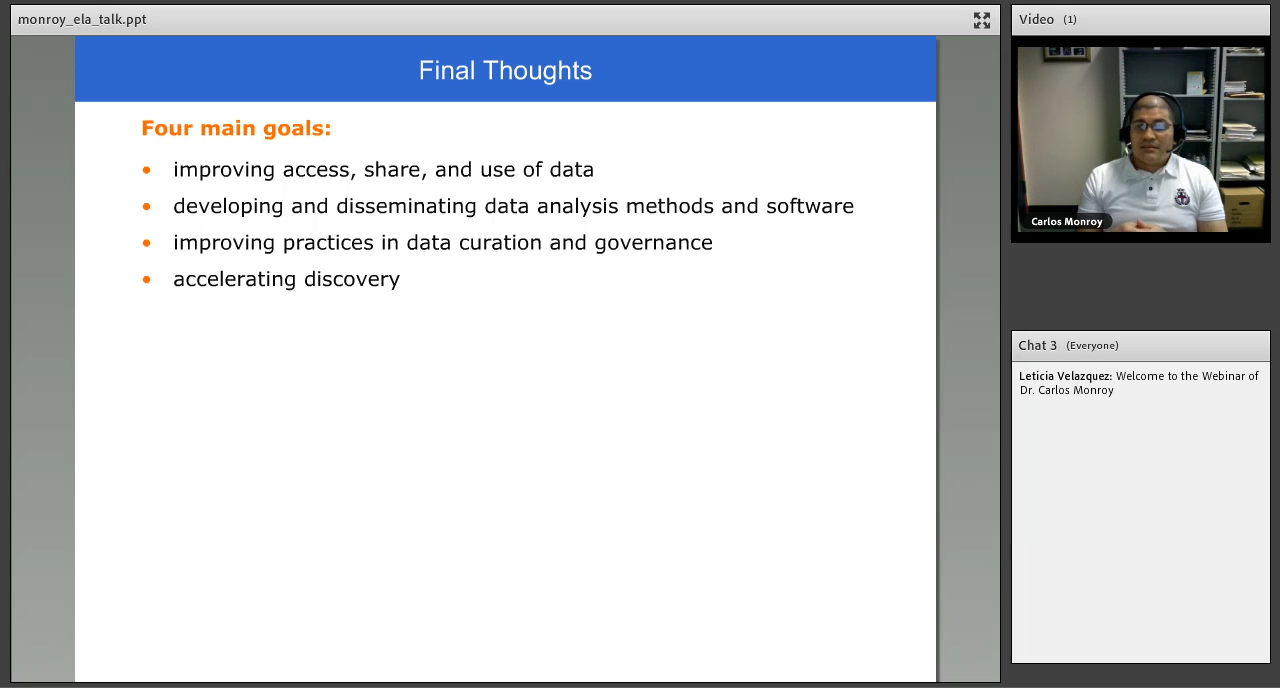 monroy_ela_talk.ppt
Final Thoughts
Four main goals:
• improving access, share, and use of data
• developing and disseminating data analysis methods and software
• improving practices in data curation and governance
• accelerating discovery
Video (1)
Carlos Monroy
Chat 3 (Everyone)
Leticia Velazquez: Welcome to the Webinar of
Dr. Carlos Monroy